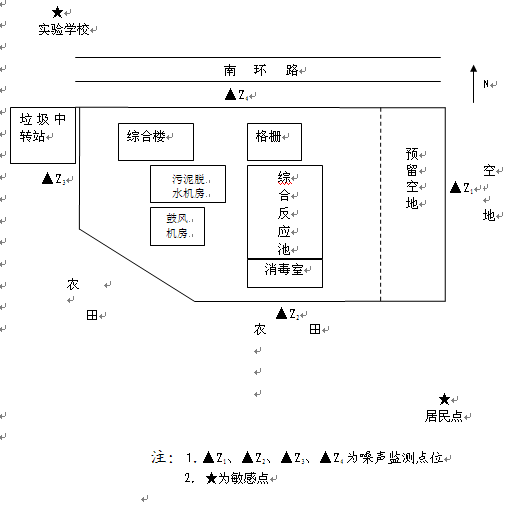 ★
实验学校
南 环 路
N
▲Z4
垃圾中
转站
综合楼
格栅
预
留
空
地
污泥脱
水机房
综
合
反
应
池
▲Z3
▲Z1
空
地
鼓风
机房
消毒室
农
田
▲Z2
农 田
★
居民点
注: 1.▲Z1、▲Z2、▲Z3、▲Z4为噪声监测点位
2. ★为敏感点